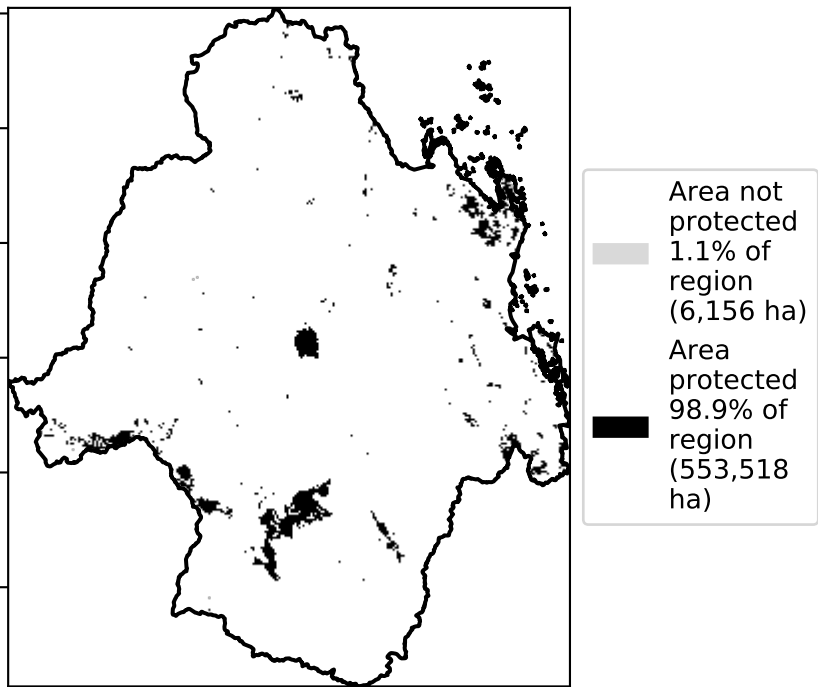 Area not
protected
1.1% of
region
(6,156 ha)
Area
protected
98.9% of
region
(553,518
ha)